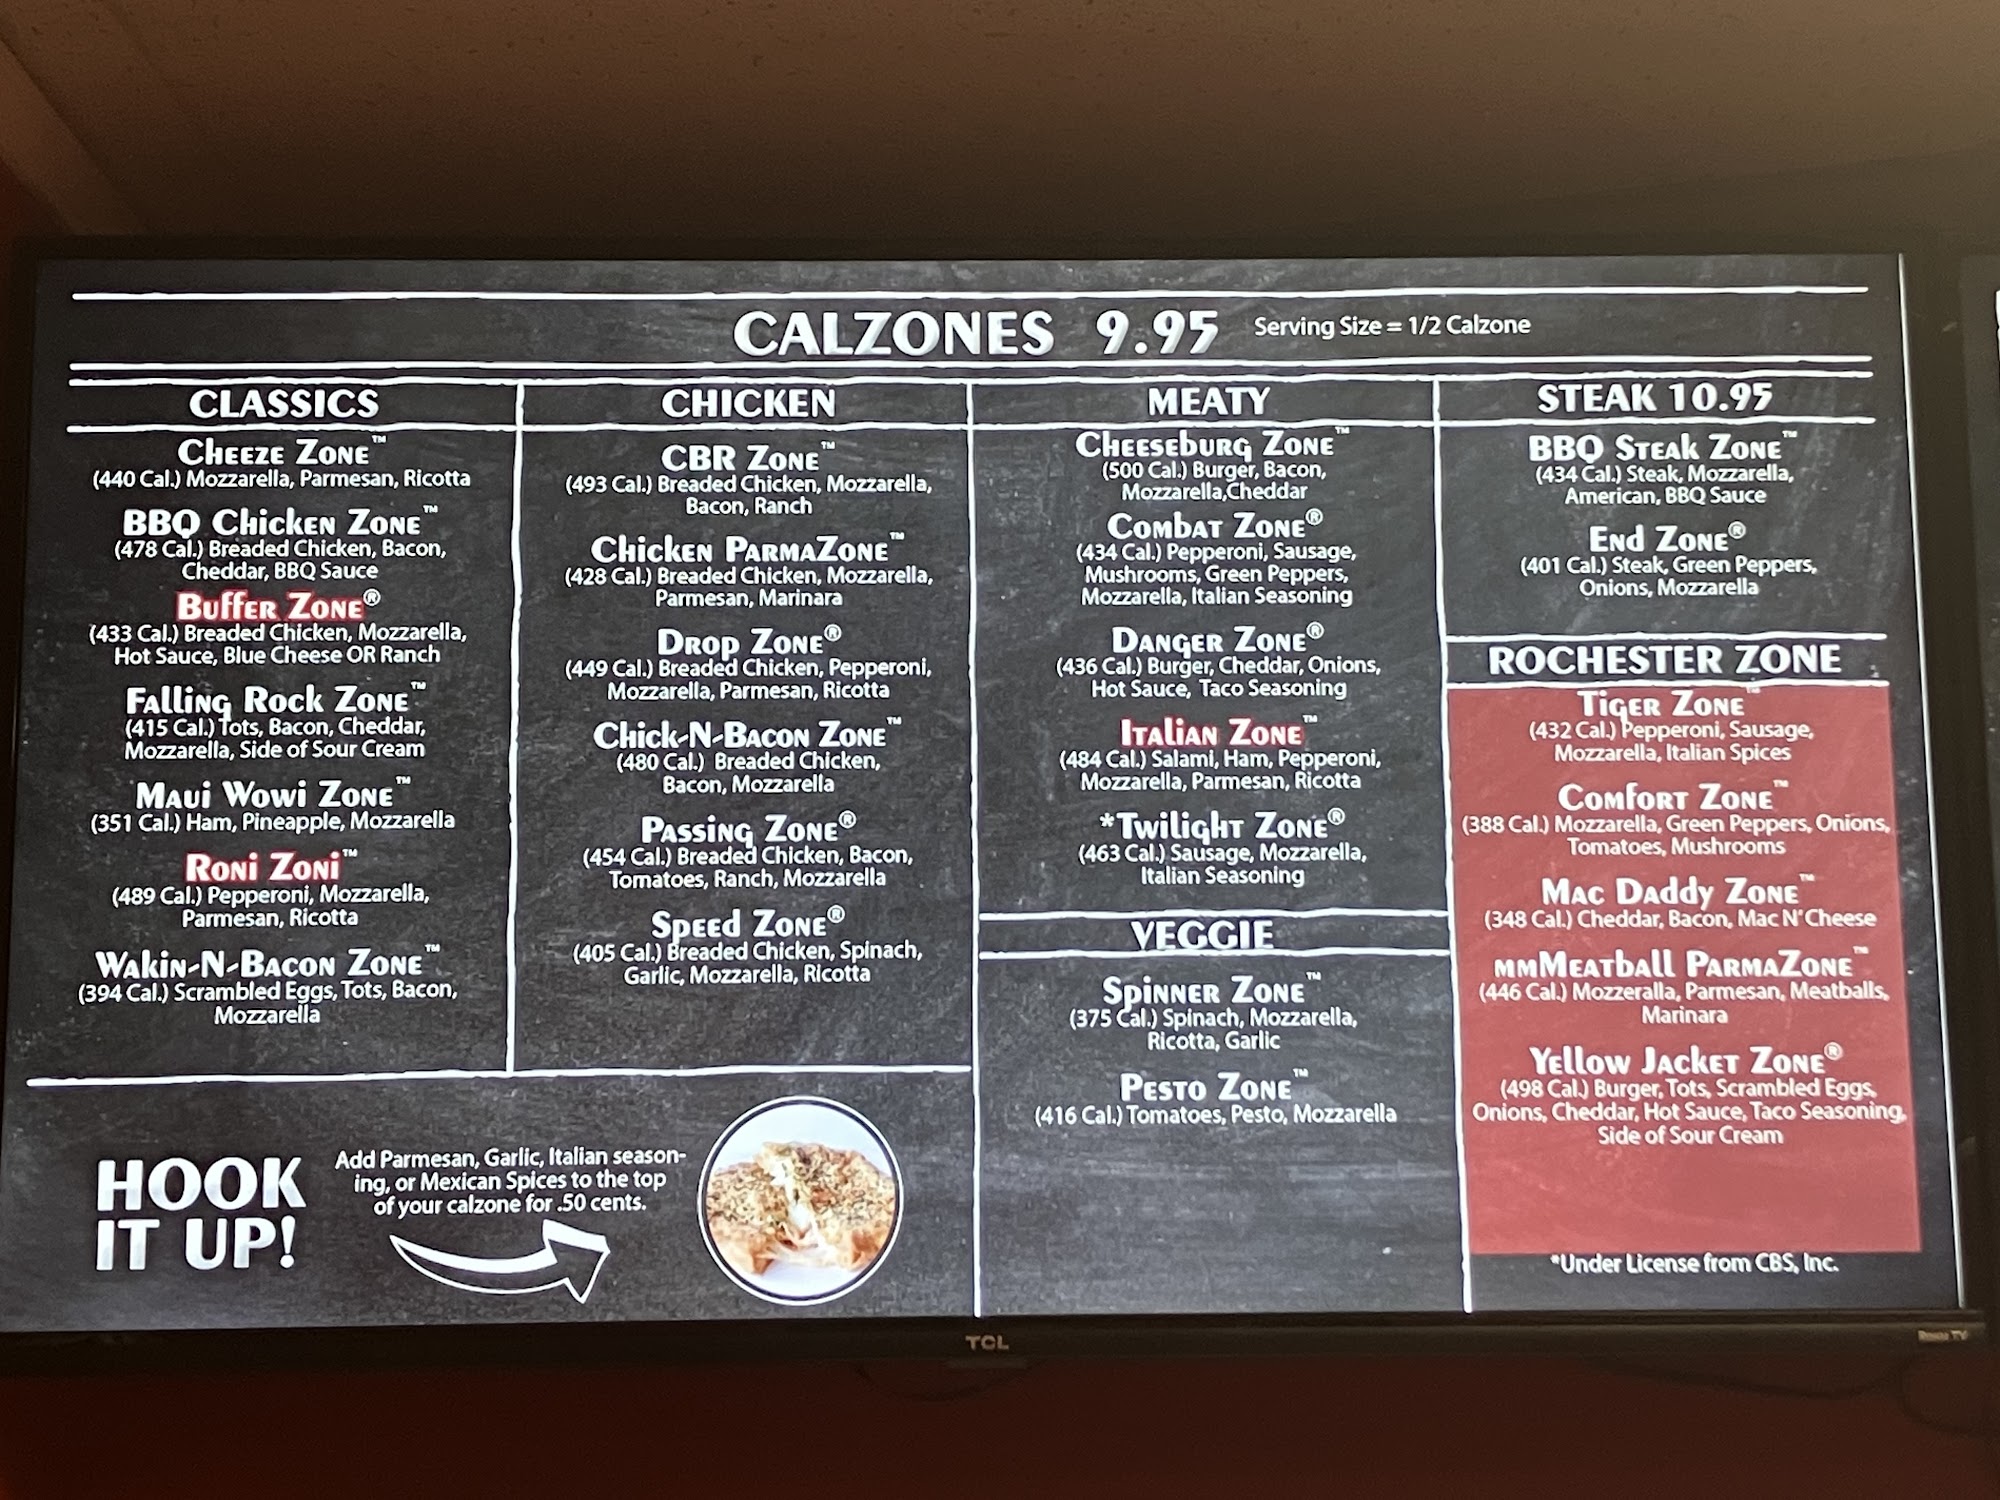 CALZONES 9.95 Serving Size = 1/2 Calzone
CLASSICS
Cheeze Zone™
(440 Cal.) Mozzarella, Parmesan, Ricotta
BBQ Chicken Zone™
(478 Cal.) Breaded Chicken, Bacon,
Cheddar, BBQ Sauce
Buffer Zone®
(433 Cal.) Breaded Chicken, Mozzarella,
Hot Sauce, Blue Cheese OR Ranch
Falling Rock Zone™
(415 Cal.) Tots, Bacon, Cheddar,
Mozzarella, Side of Sour Cream
Maui Wowi Zone™
(351 Cal.) Ham, Pineapple, Mozzarella
Roni Zoni™
(489 Cal.) Pepperoni, Mozzarella,
Parmesan, Ricotta
Wakin-N-Bacon Zone™
(394 Cal.) Scrambled Eggs, Tots, Bacon,
Mozzarella
CHICKEN
CBR Zone™
(493 Cal.) Breaded Chicken, Mozzarella,
Bacon, Ranch
Chicken ParmaZone™
(428 Cal.) Breaded Chicken, Mozzarella,
Parmesan, Marinara
Drop Zone®
(449 Cal.) Breaded Chicken, Pepperoni,
Mozzarella, Parmesan, Ricotta
Chick-N-Bacon Zone™
(480 Cal.) Breaded Chicken,
Bacon, Mozzarella
Passing Zone®
(454 Cal.) Breaded Chicken, Bacon,
Tomatoes, Ranch, Mozzarella
Speed Zone®
(405 Cal.) Breaded Chicken, Spinach,
Garlic, Mozzarella, Ricotta
MEATY
Cheeseburg Zone™
(500 Cal.) Burger, Bacon,
Mozzarella,Cheddar
Combat Zone®
(434 Cal.) Pepperoni, Sausage,
Mushrooms, Green Peppers,
Mozzarella, Italian Seasoning
Danger Zone®
(436 Cal.) Burger, Cheddar, Onions,
Hot Sauce, Taco Seasoning
Italian Zone™
(484 Cal.) Salami, Ham, Pepperoni,
Mozzarella, Parmesan, Ricotta
*Twilight Zone®
(463 Cal.) Sausage, Mozzarella,
Italian Seasoning
VEGGIE
Spinner Zone™
(375 Cal.) Spinach, Mozzarella,
Ricotta, Garlic
Pesto Zone™
(416 Cal.) Tomatoes, Pesto, Mozzarella
STEAK 10.95
BBQ Steak Zone™
(434 Cal.) Steak, Mozzarella,
American, BBQ Sauce
End Zone®
(401 Cal.) Steak, Green Peppers,
Onions, Mozzarella
ROCHESTER ZONE
Tiger Zone™
(432 Cal.) Pepperoni, Sausage,
Mozzarella, Italian Spices
Comfort Zone™
(388 Cal.) Mozzarella, Green Peppers, Onions,
Tomatoes, Mushrooms
Mac Daddy Zone™
(348 Cal.) Cheddar, Bacon, Mac N' Cheese
mmMeatball ParmaZone™
(446 Cal.) Mozzeralla, Parmesan, Meatballs,
Marinara
Yellow Jacket Zone®
(498 Cal.) Burger, Tots, Scrambled Eggs,
Onions, Cheddar, Hot Sauce, Taco Seasoning,
Side of Sour Cream
*Under License from CBS, Inc.
HOOK
IT UP!
Add Parmesan, Garlic, Italian season-
ing, or Mexican Spices to the top
of your calzone for .50 cents.
TCL
Roku TV